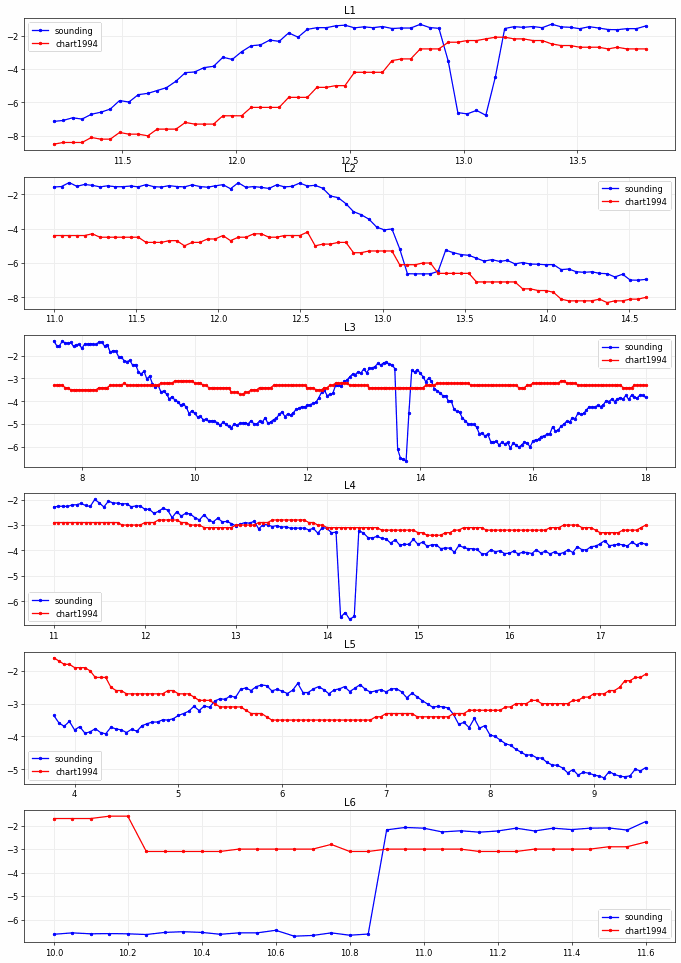 L1
sounding
chart1994
−2
−4
−6
−8
11.5 12.0 12.5 13.0 13.5
L2
sounding
chart1994
−2
−4
−6
−8
11.0 11.5 12.0 12.5 13.0 13.5 14.0 14.5
L3
sounding
chart1994
−2
−3
−4
−5
−6
8 10 12 14 16 18
L4
−2
−3
−4
−5
−6
sounding
chart1994
11 12 13 14 15 16 17
L5
−2
−3
−4
−5
sounding
chart1994
4 5 6 7 8 9
L6
−2
−3
−4
−5
−6
sounding
chart1994
10.0 10.2 10.4 10.6 10.8 11.0 11.2 11.4 11.6